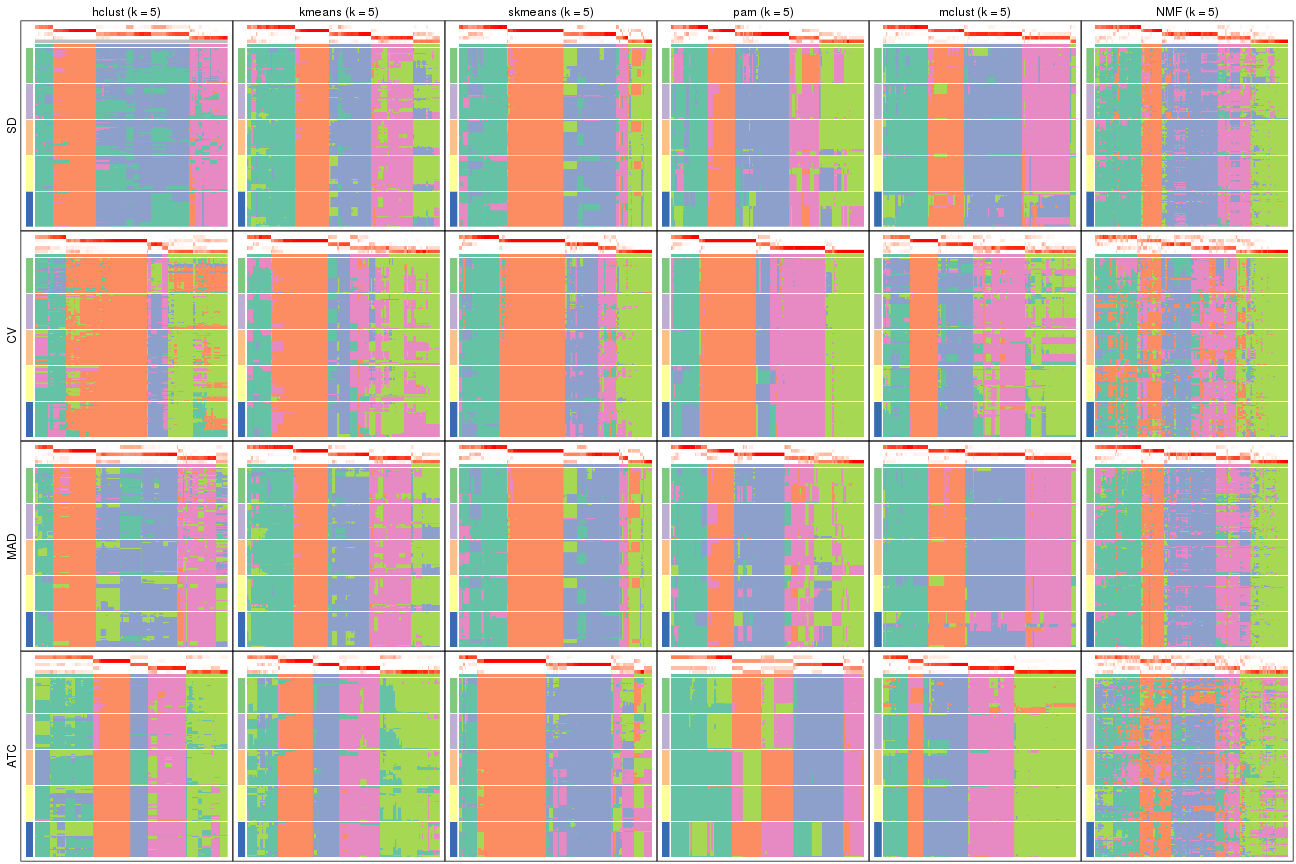 hclust (k = 5) kmeans (k = 5) skmeans (k = 5) pam (k = 5) mclust (k = 5) NMF (k = 5)
SD
CV
MAD
ATC